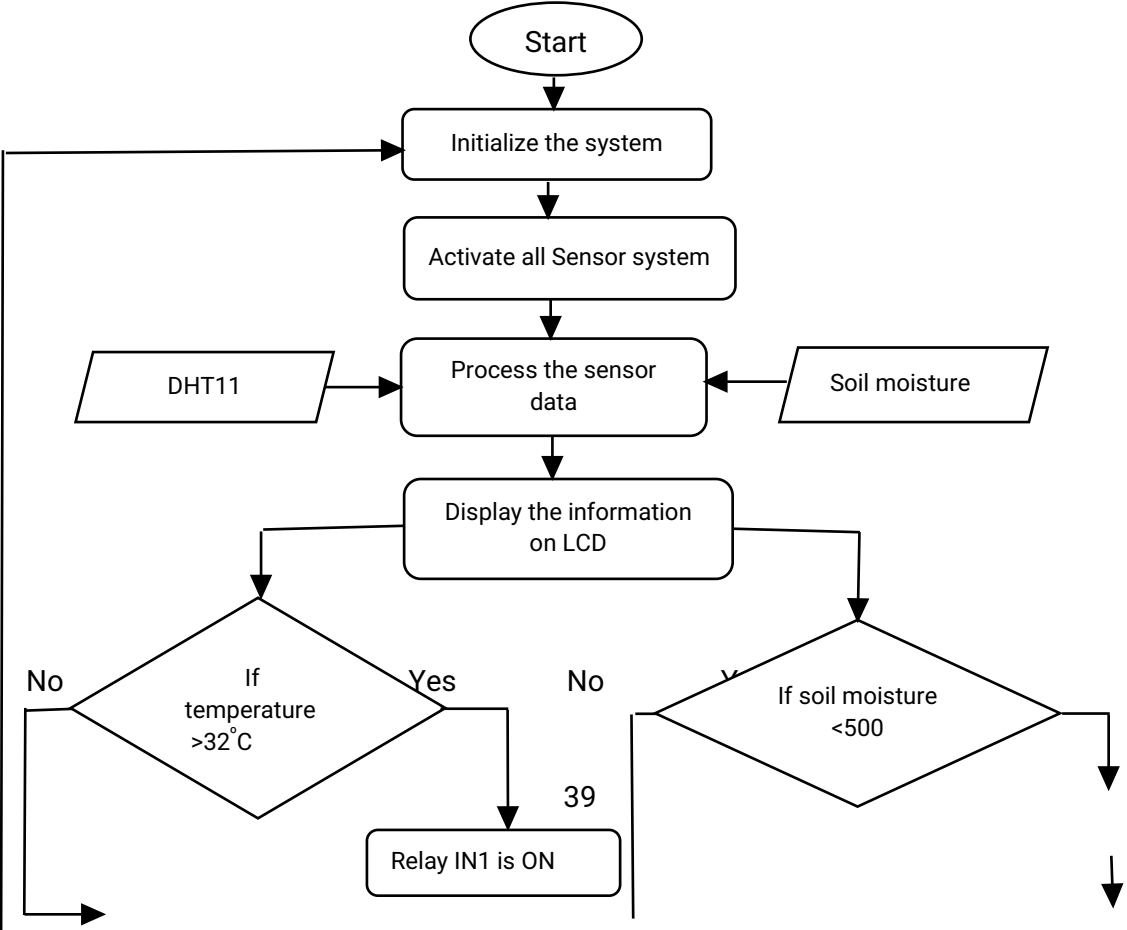 Start
Initialize the system
Activate all Sensor system
DHT11
Process the sensor
data
Soil moisture
Display the information
on LCD
No
If
temperature
>32°C
Yes
No
If soil moisture
<500
39
Relay IN1 is ON